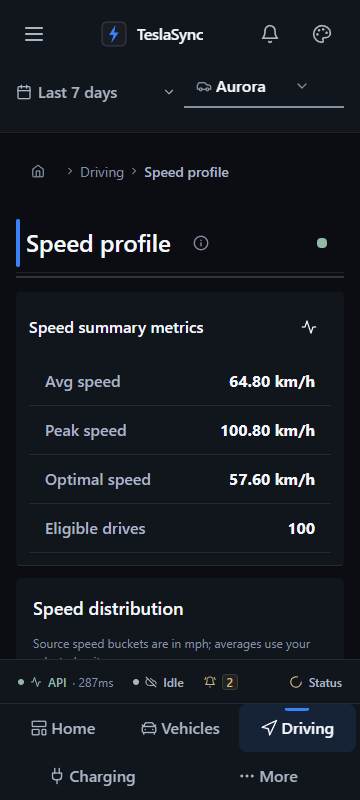 TeslaSync
Last 7 days
Aurora
Driving
Speed profile
Speed profile
Speed summary metrics
Avg speed 64.80 km/h
Peak speed 100.80 km/h
Optimal speed 57.60 km/h
Eligible drives 100
Speed distribution
Source speed buckets are in mph; averages use your
API · 287ms Idle 2 Status
Home Vehicles Driving
Charging More